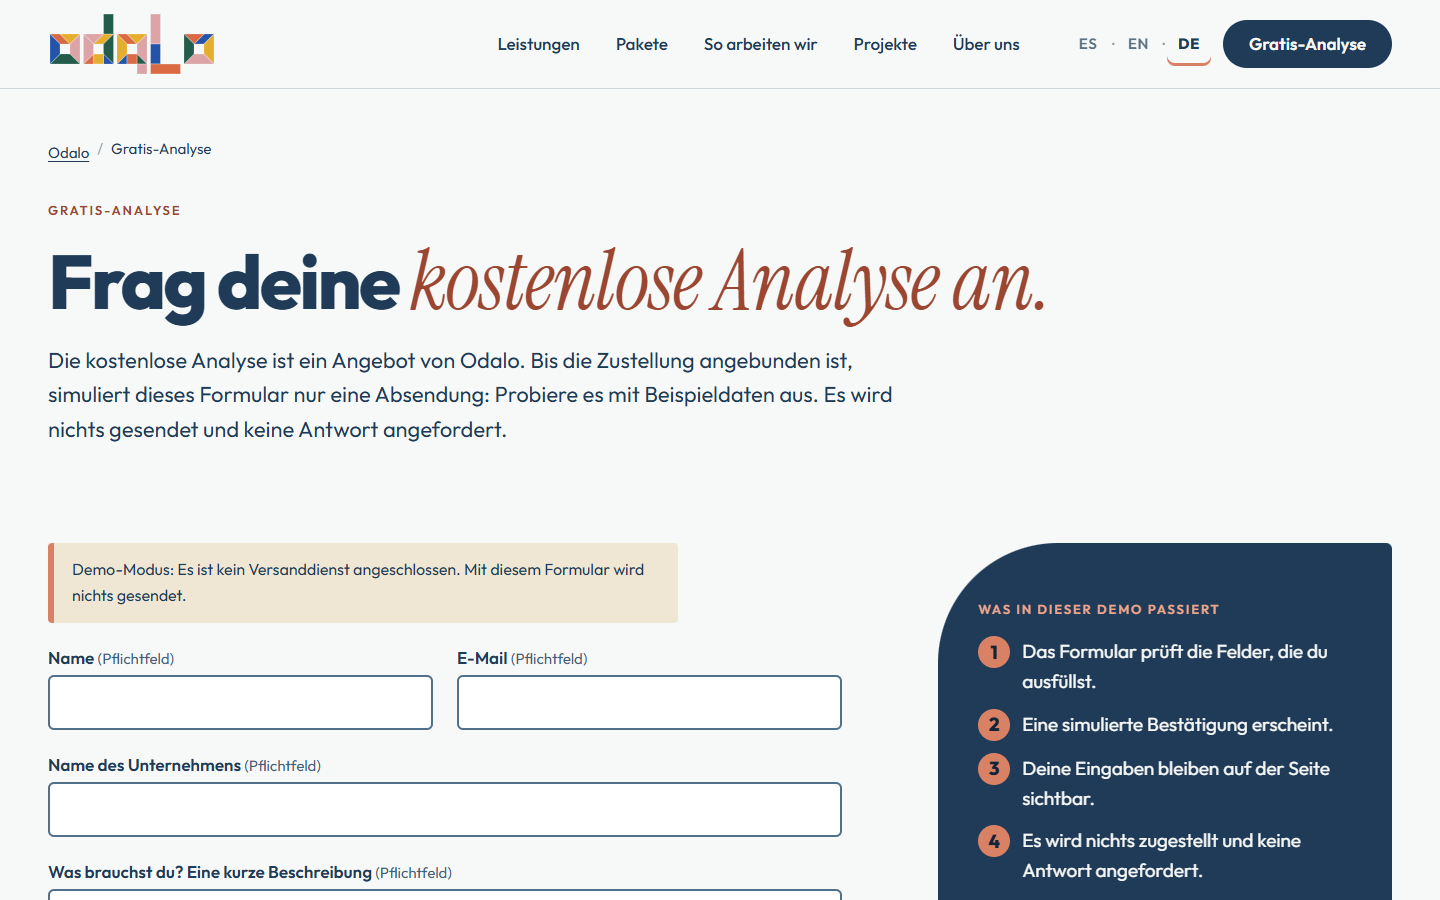 odalo
Leistungen Pakete So arbeiten wir Projekte Über uns ES · EN · DE Gratis-Analyse
Odalo / Gratis-Analyse
GRATIS-ANALYSE
Frag deine kostenlose Analyse an.
Die kostenlose Analyse ist ein Angebot von Odalo. Bis die Zustellung angebunden ist,
simuliert dieses Formular nur eine Absendung: Probiere es mit Beispieldaten aus. Es wird
nichts gesendet und keine Antwort angefordert.
Demo-Modus: Es ist kein Versanddienst angeschlossen. Mit diesem Formular wird
nichts gesendet.
Name (Pflichtfeld)
E-Mail (Pflichtfeld)
Name des Unternehmens (Pflichtfeld)
Was brauchst du? Eine kurze Beschreibung (Pflichtfeld)
WAS IN DIESER DEMO PASSIERT
1 Das Formular prüft die Felder, die du
ausfüllst.
2 Eine simulierte Bestätigung erscheint.
3 Deine Eingaben bleiben auf der Seite
sichtbar.
4 Es wird nichts zugestellt und keine
Antwort angefordert.